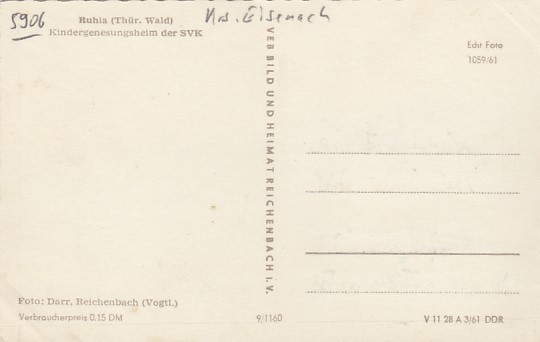 5906
Ruhla (Thür. Wald)
Krs. Eisenach
Kindergenesungsheim der SVK
Echt Foto
1059/61
VEB BILD UND HEIMAT REICHENBACH I. V.
Foto: Darr, Reichenbach (Vogtl.)
Verbraucherpreis 0.15 DM
9/1160
V 11 28 A 3/61 DDR